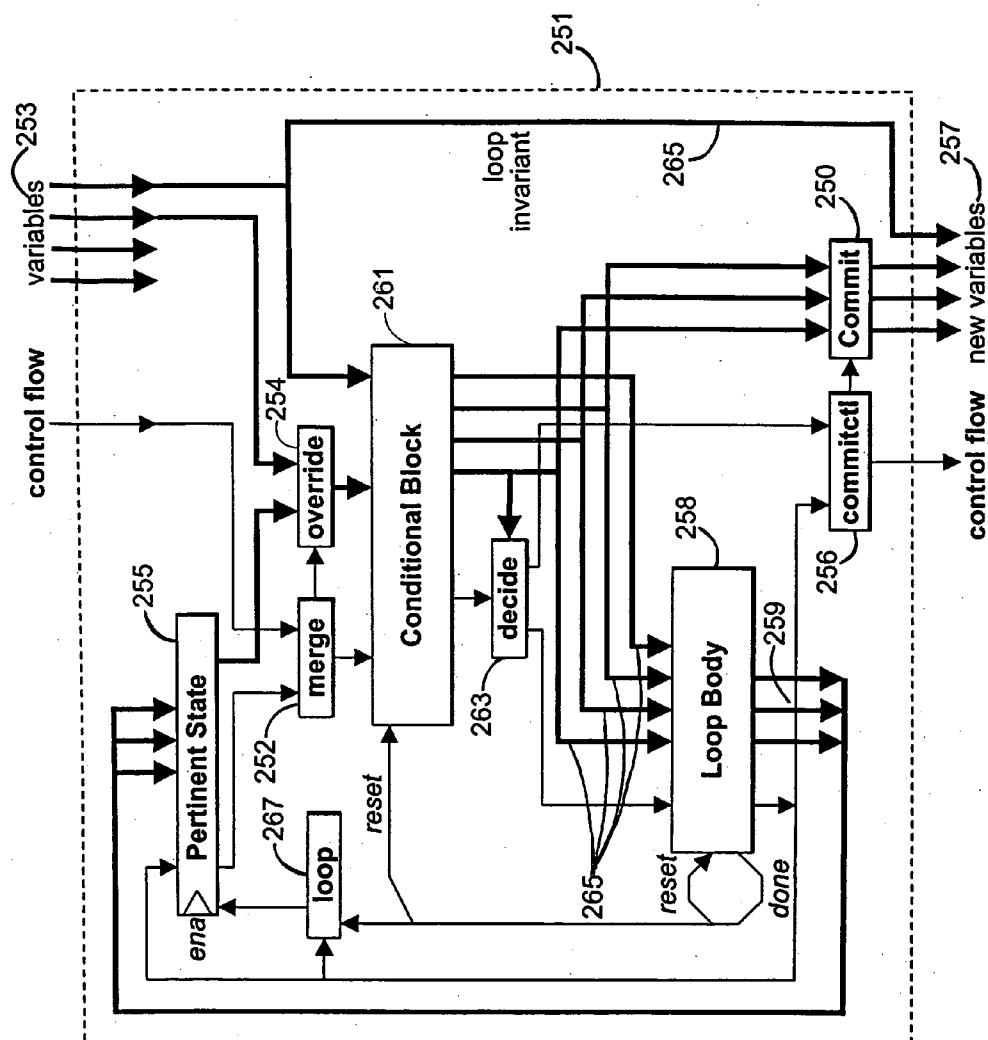 251
253
variables
control flow
loop
invariant
265
261
254
override
255
Pertinent State
ena
merge
252
267
loop
reset
Conditional Block
decide
263
258
Loop Body
265
reset
done
259
250
Commit
commitctl
256
257
new variables
control flow